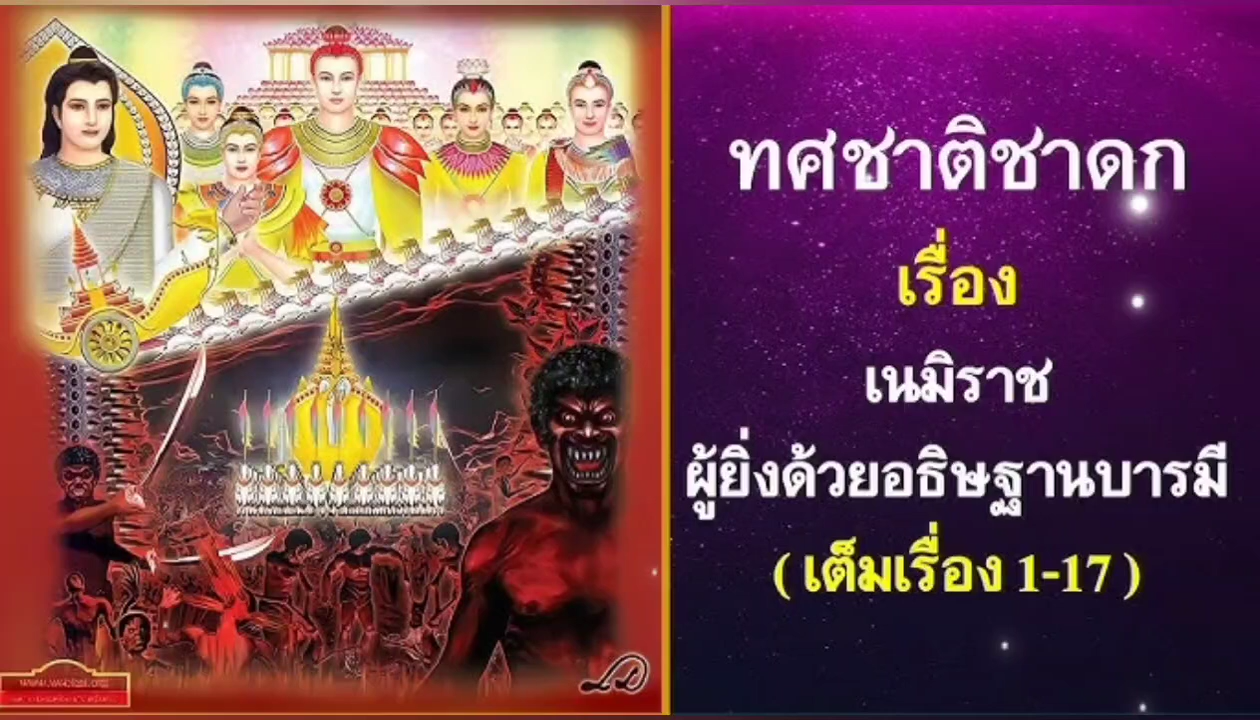 ทศชาติชาดก
เรื่อง
เนมิราช
ผู้ยิ่งด้วยอธิษฐานบารมี
( เต็มเรื่อง 1-17 )